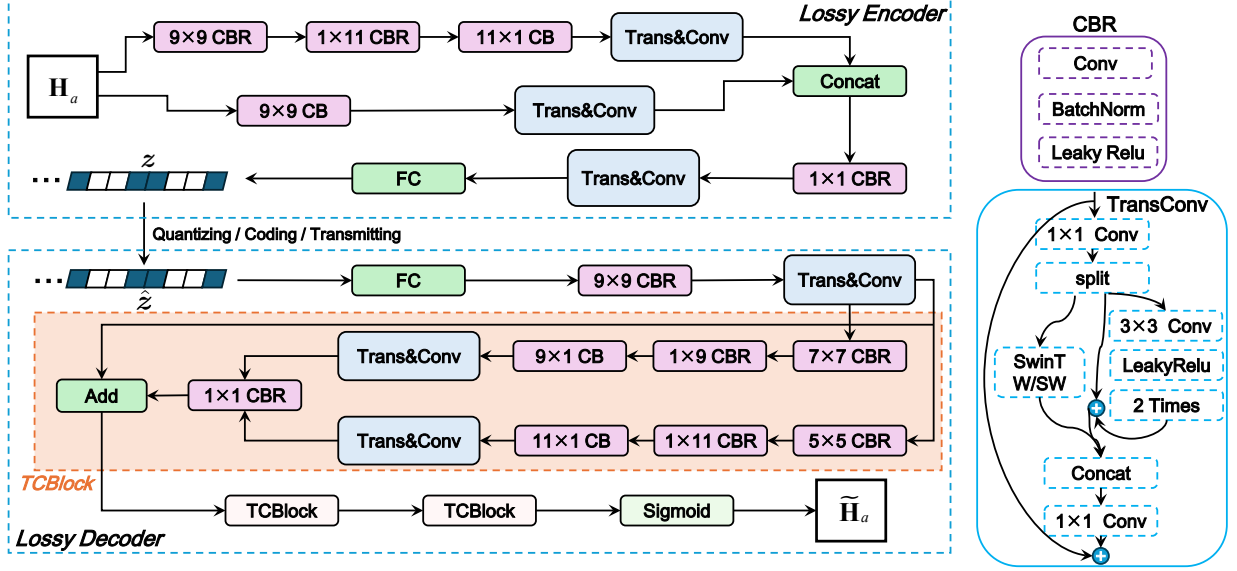 Lossy Encoder
9×9 CBR
1×11 CBR
11×1 CB
Trans&Conv
H_a
Concat
9×9 CB
Trans&Conv
z
FC
Trans&Conv
1×1 CBR
Quantizing / Coding / Transmitting
ẑ
FC
9×9 CBR
Trans&Conv
Trans&Conv
9×1 CB
1×9 CBR
7×7 CBR
Add
1×1 CBR
Trans&Conv
11×1 CB
1×11 CBR
5×5 CBR
TCBlock
TCBlock
TCBlock
Sigmoid
H̃_a
Lossy Decoder
CBR
Conv
BatchNorm
Leaky Relu
TransConv
1×1 Conv
split
3×3 Conv
SwinT
W/SW
LeakyRelu
2 Times
+
Concat
1×1 Conv
+